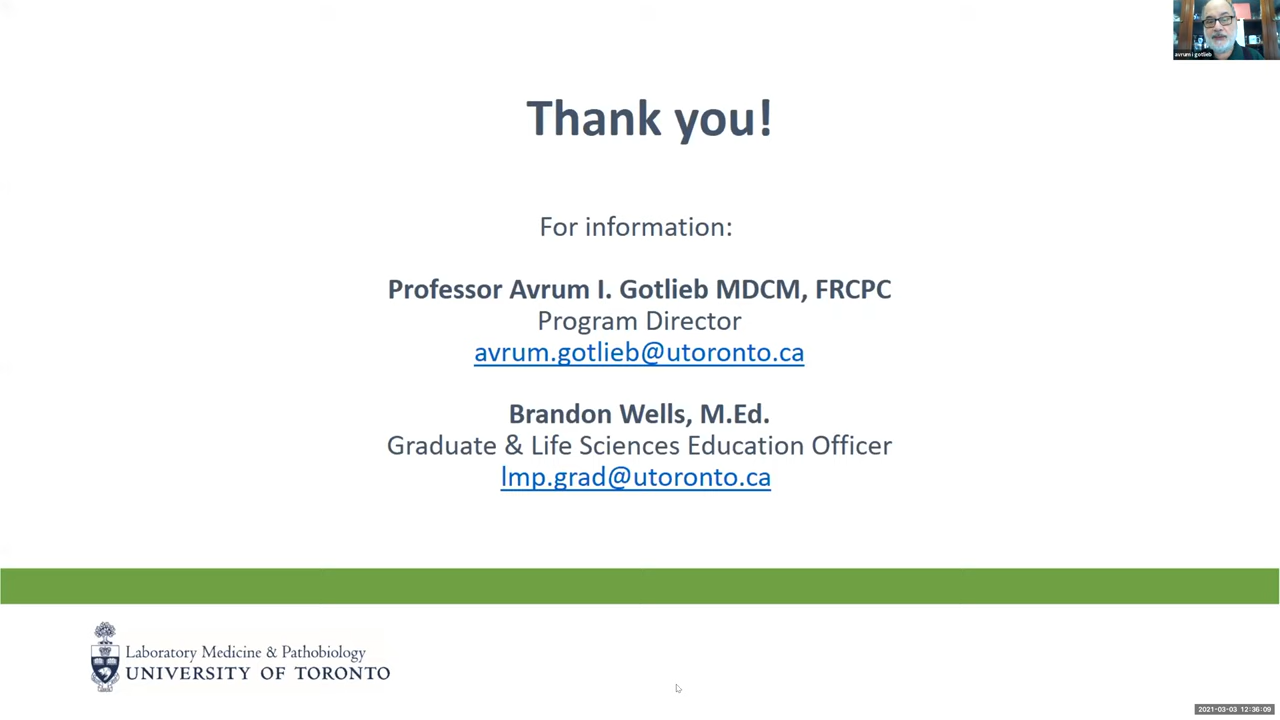 avrum i gotlieb
Thank you!
For information:
Professor Avrum I. Gotlieb MDCM, FRCPC
Program Director
avrum.gotlieb@utoronto.ca
Brandon Wells, M.Ed.
Graduate & Life Sciences Education Officer
lmp.grad@utoronto.ca
Laboratory Medicine & Pathobiology
UNIVERSITY OF TORONTO
2021-03-03 12:36:09